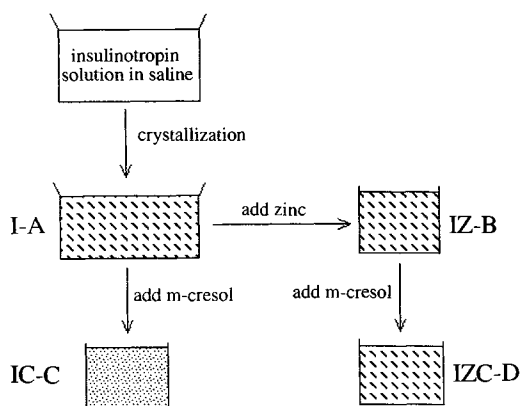 insulinotropin
solution in saline
crystallization
I-A
add zinc
IZ-B
add m-cresol
add m-cresol
IC-C
IZC-D